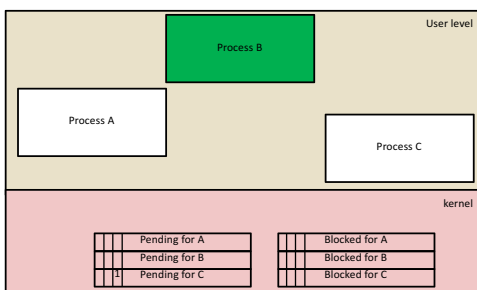 User level
Process B
Process A
Process C
kernel
Pending for A
Blocked for A
Pending for B
Blocked for B
1 Pending for C
Blocked for C